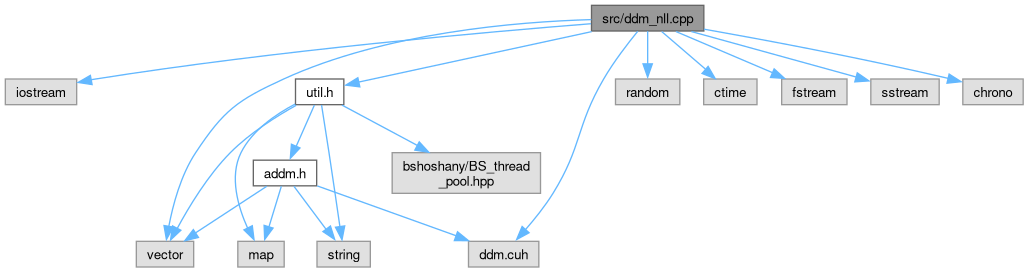 src/ddm_nll.cpp
iostream
util.h
random
ctime
fstream
sstream
chrono
addm.h
bshoshany/BS_thread
_pool.hpp
vector
map
string
ddm.cuh